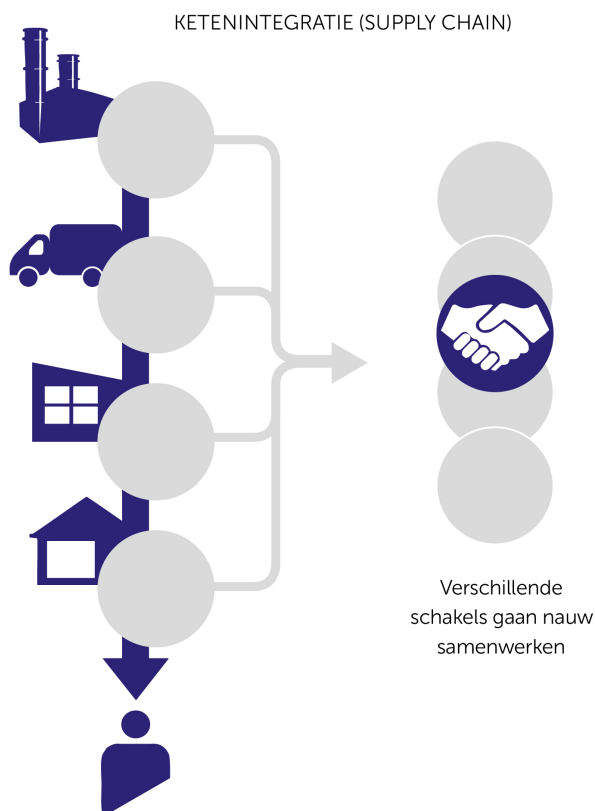 KETENINTEGRATIE (SUPPLY CHAIN)
Verschillende
schakels gaan nauw
samenwerken